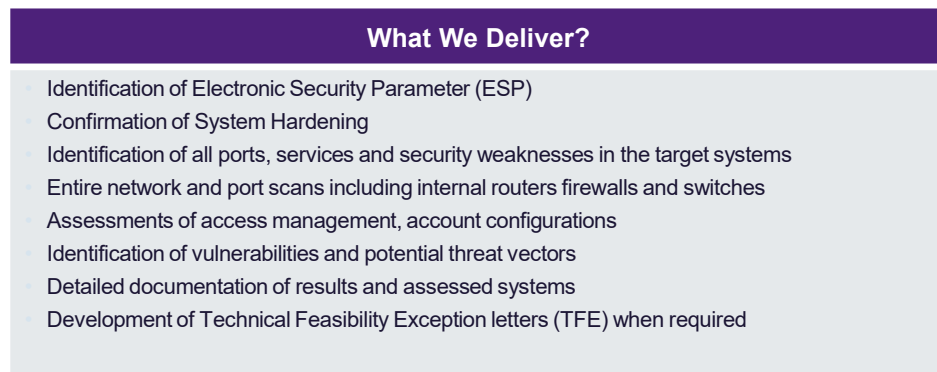 What We Deliver?
• Identification of Electronic Security Parameter (ESP)
• Confirmation of System Hardening
• Identification of all ports, services and security weaknesses in the target systems
• Entire network and port scans including internal routers firewalls and switches
• Assessments of access management, account configurations
• Identification of vulnerabilities and potential threat vectors
• Detailed documentation of results and assessed systems
• Development of Technical Feasibility Exception letters (TFE) when required